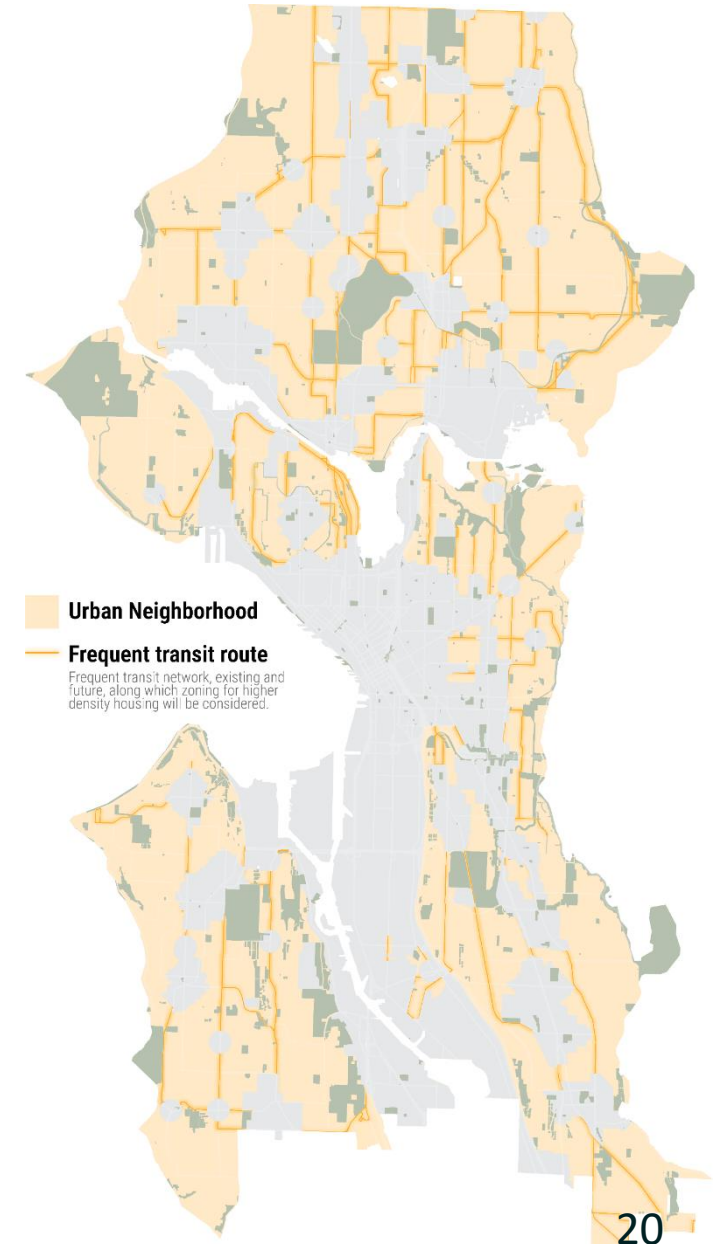 Urban Neighborhood
Frequent transit route
Frequent transit network, existing and
future, along which zoning for higher
density housing will be considered.
20